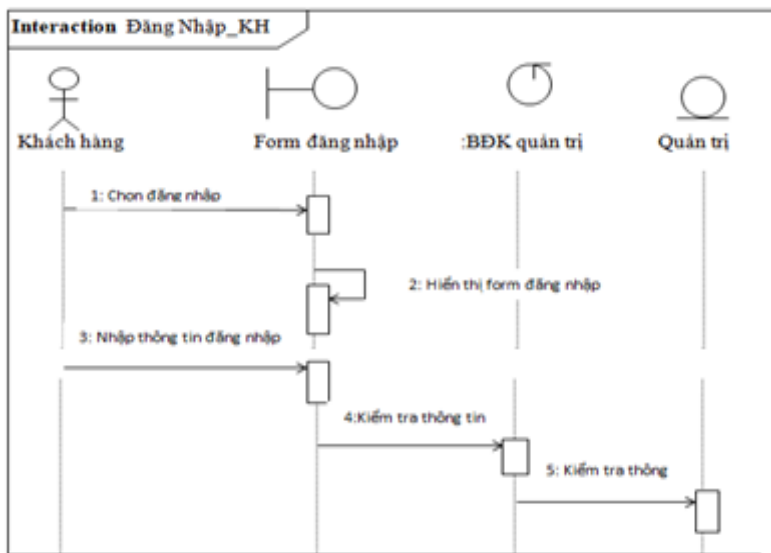 Interaction Đăng Nhập_KH
Khách hàng
Form đăng nhập
:BĐK quản trị
Quản trị
1: Chọn đăng nhập
2: Hiển thị form đăng nhập
3: Nhập thông tin đăng nhập
4:Kiểm tra thông tin
5: Kiểm tra thông